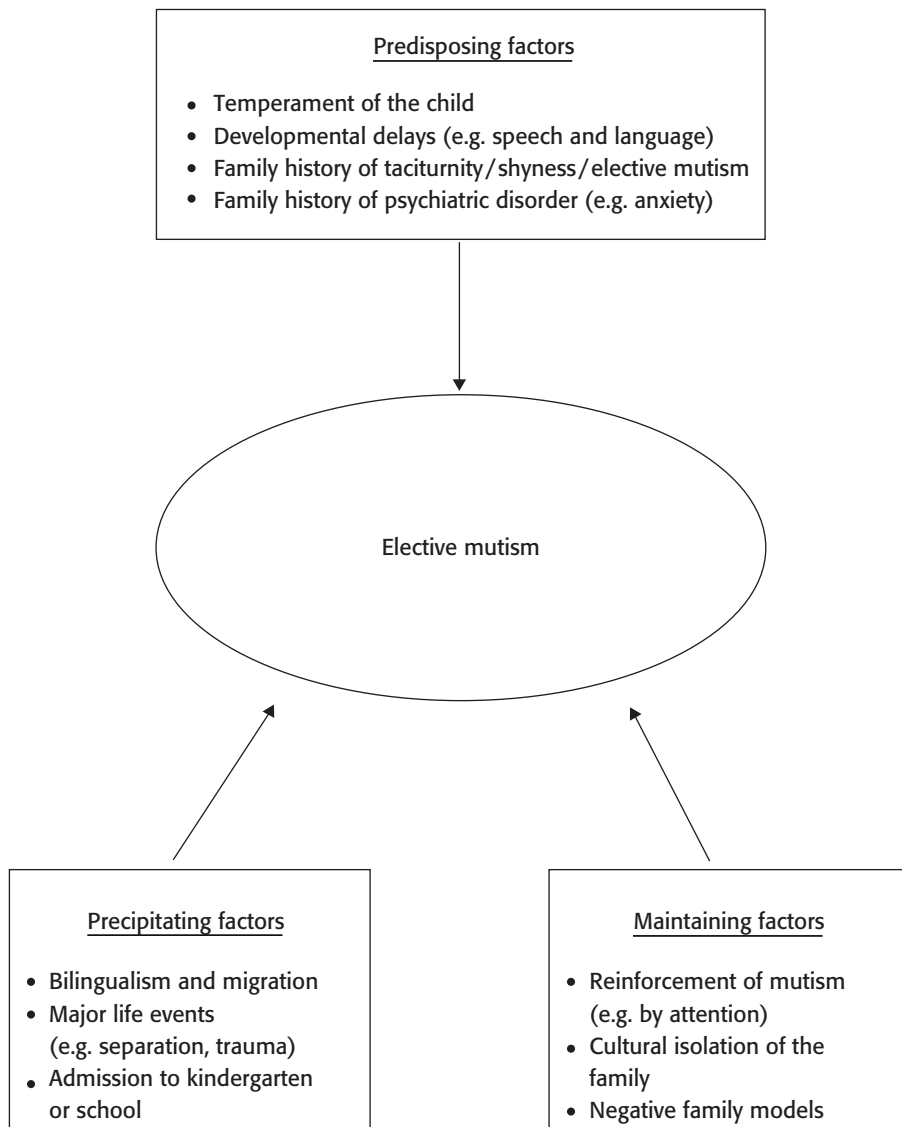 Predisposing factors
• Temperament of the child
• Developmental delays (e.g. speech and language)
• Family history of taciturnity/shyness/elective mutism
• Family history of psychiatric disorder (e.g. anxiety)
Elective mutism
Precipitating factors
• Bilingualism and migration
• Major life events
(e.g. separation, trauma)
• Admission to kindergarten
or school
Maintaining factors
• Reinforcement of mutism
(e.g. by attention)
• Cultural isolation of the
family
• Negative family models